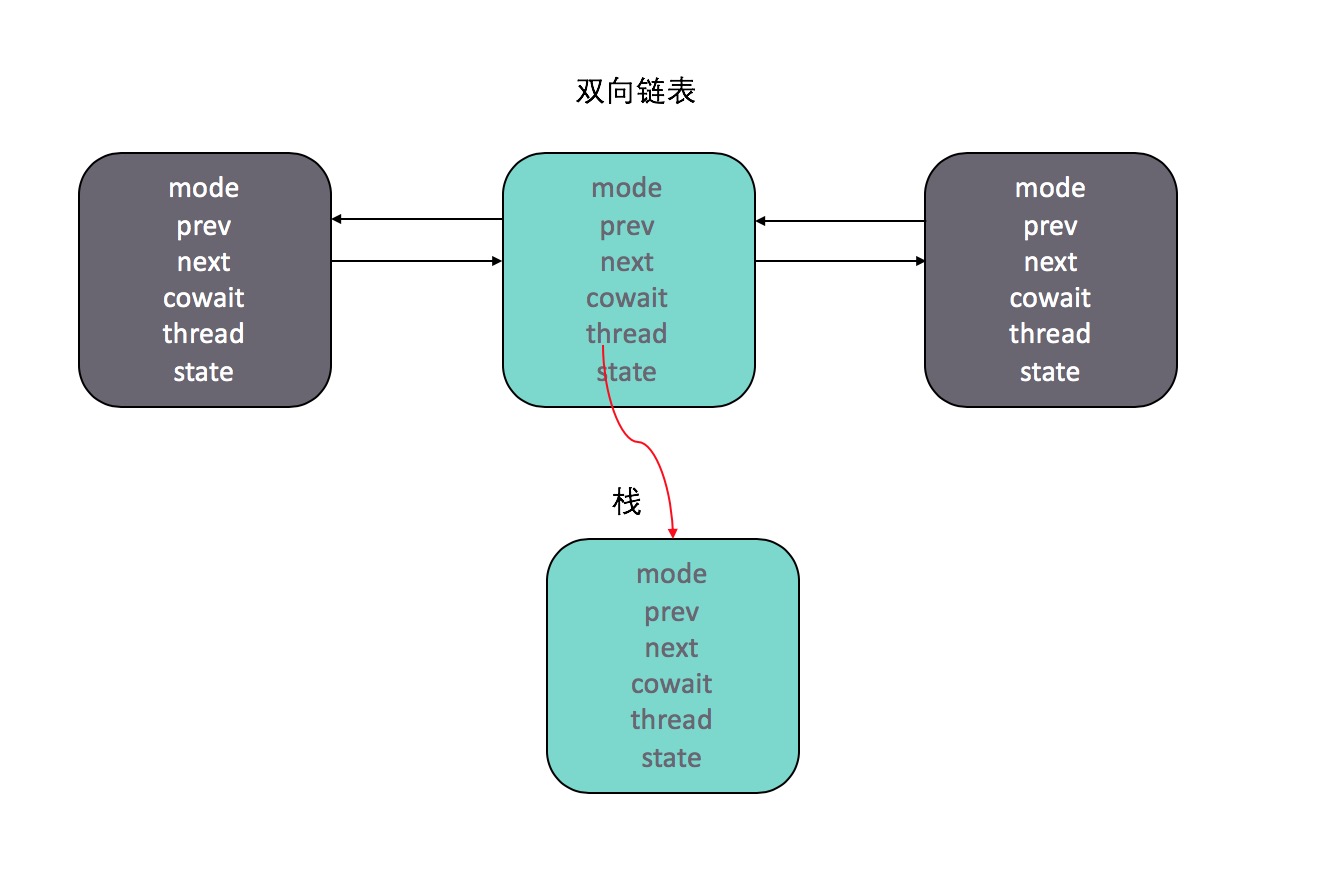 双向链表
mode
prev
next
cowait
thread
state
mode
prev
next
cowait
thread
state
mode
prev
next
cowait
thread
state
栈
mode
prev
next
cowait
thread
state